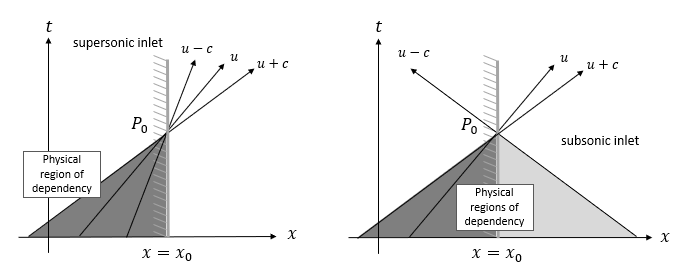 t
supersonic inlet
u − c
u
u + c
P₀
Physical
region of
dependency
x
x = x₀
t
u − c
u
u + c
P₀
subsonic inlet
Physical
regions of
dependency
x
x = x₀